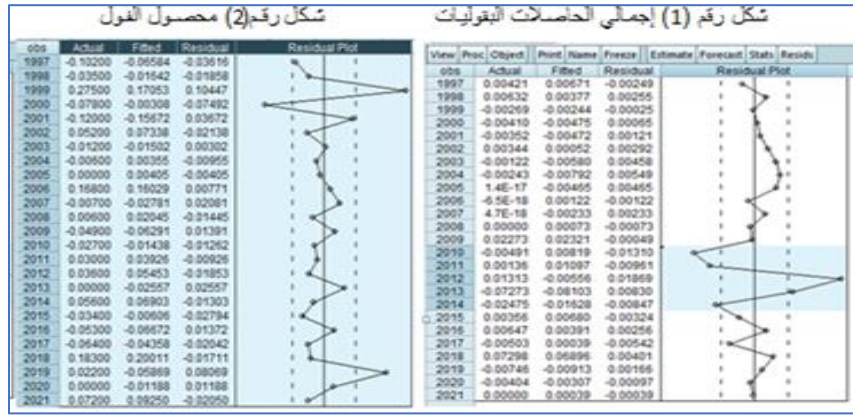 شكل رقم (1) إجمالي الحاصلات البقوليات
شكل رقم(2) محصول الفول
obs Actual Fitted Residual Residual Plot
1997 -0.10200 -0.06584 -0.03616
1998 -0.03500 -0.01642 -0.01858
1999 0.27500 0.17053 0.10447
2000 -0.07800 -0.00308 -0.07492
2001 -0.12000 -0.15672 0.03672
2002 0.05200 0.07338 -0.02138
2003 -0.01200 -0.01502 0.00302
2004 -0.00600 0.00355 -0.00955
2005 0.00000 0.00405 -0.00405
2006 0.16800 0.16029 0.00771
2007 -0.00700 -0.02781 0.02081
2008 0.00600 0.02045 -0.01445
2009 -0.04900 -0.06291 0.01391
2010 -0.02700 -0.01438 -0.01262
2011 0.03000 0.03926 -0.00926
2012 0.03600 0.05453 -0.01853
2013 0.00000 -0.02557 0.02557
2014 0.05600 0.06903 -0.01303
2015 -0.03400 -0.00606 -0.02794
2016 -0.05300 -0.06672 0.01372
2017 -0.06400 -0.04358 -0.02042
2018 0.18300 0.20011 -0.01711
2019 0.02200 -0.05869 0.08069
2020 0.00000 -0.01188 0.01188
2021 0.07200 0.09250 -0.02050
View Proc Object Print Name Freeze Estimate Forecast Stats Resids
obs Actual Fitted Residual Residual Plot
1997 0.00421 0.00671 -0.00249
1998 0.00632 0.00377 0.00255
1999 -0.00269 -0.00244 -0.00025
2000 -0.00410 -0.00475 0.00065
2001 -0.00352 -0.00472 0.00121
2002 0.00344 0.00052 0.00292
2003 -0.00122 -0.00580 0.00458
2004 -0.00243 -0.00792 0.00549
2005 1.4E-17 -0.00465 0.00465
2006 -6.5E-18 0.00122 -0.00122
2007 4.7E-18 -0.00233 0.00233
2008 0.00000 0.00073 -0.00073
2009 0.02273 0.02321 -0.00049
2010 -0.00491 0.00819 -0.01310
2011 0.00136 0.01097 -0.00961
2012 0.01313 -0.00556 0.01869
2013 -0.07273 -0.08103 0.00830
2014 -0.02475 -0.01628 -0.00847
2015 0.00356 0.00680 -0.00324
2016 0.00647 0.00391 0.00256
2017 -0.00503 0.00039 -0.00542
2018 0.07298 0.06896 0.00401
2019 -0.00746 -0.00913 0.00166
2020 -0.00404 -0.00307 -0.00097
2021 0.00000 0.00039 -0.00039